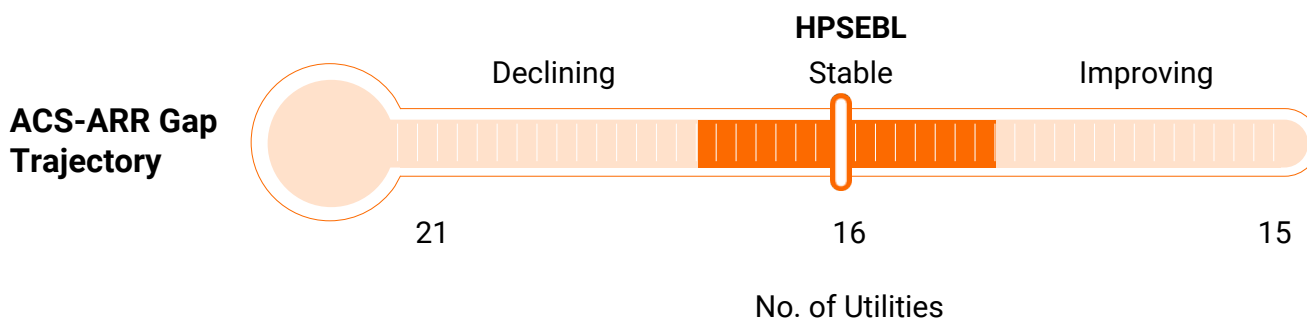 HPSEBL
Declining Stable Improving
ACS-ARR Gap
Trajectory
21 16 15
No. of Utilities